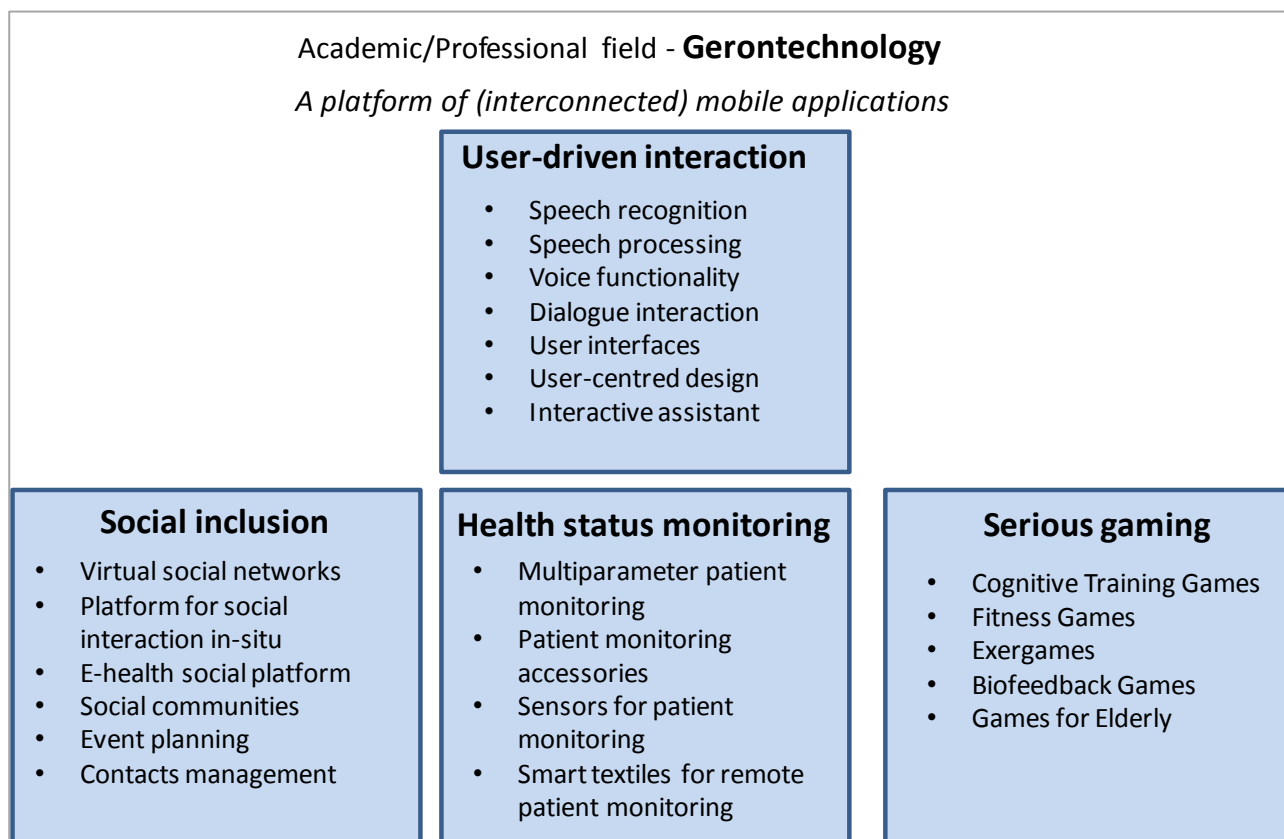 Academic/Professional field - Gerontechnology
A platform of (interconnected) mobile applications
User-driven interaction
• Speech recognition
• Speech processing
• Voice functionality
• Dialogue interaction
• User interfaces
• User-centred design
• Interactive assistant
Social inclusion
• Virtual social networks
• Platform for social
interaction in-situ
• E-health social platform
• Social communities
• Event planning
• Contacts management
Health status monitoring
• Multiparameter patient
monitoring
• Patient monitoring
accessories
• Sensors for patient
monitoring
• Smart textiles for remote
patient monitoring
Serious gaming
• Cognitive Training Games
• Fitness Games
• Exergames
• Biofeedback Games
• Games for Elderly